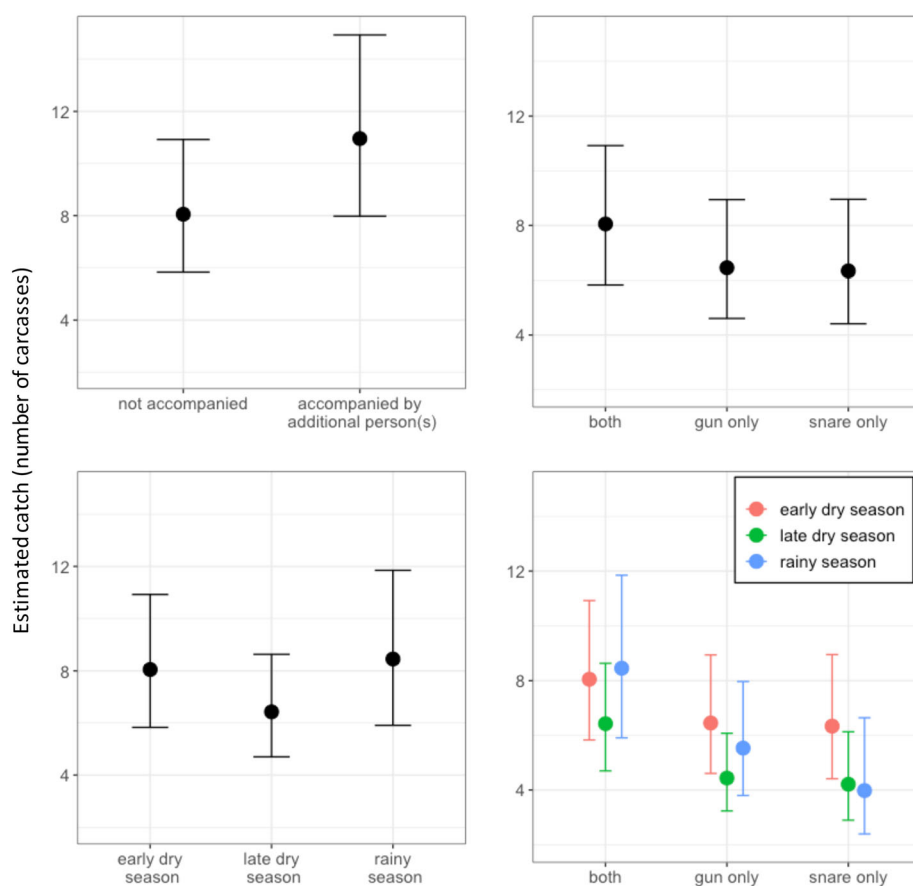 Estimated catch (number of carcasses)
12
8
4
not accompanied
accompanied by
additional person(s)
12
8
4
both
gun only
snare only
12
8
4
early dry
season
late dry
season
rainy
season
early dry season
late dry season
rainy season
12
8
4
both
gun only
snare only